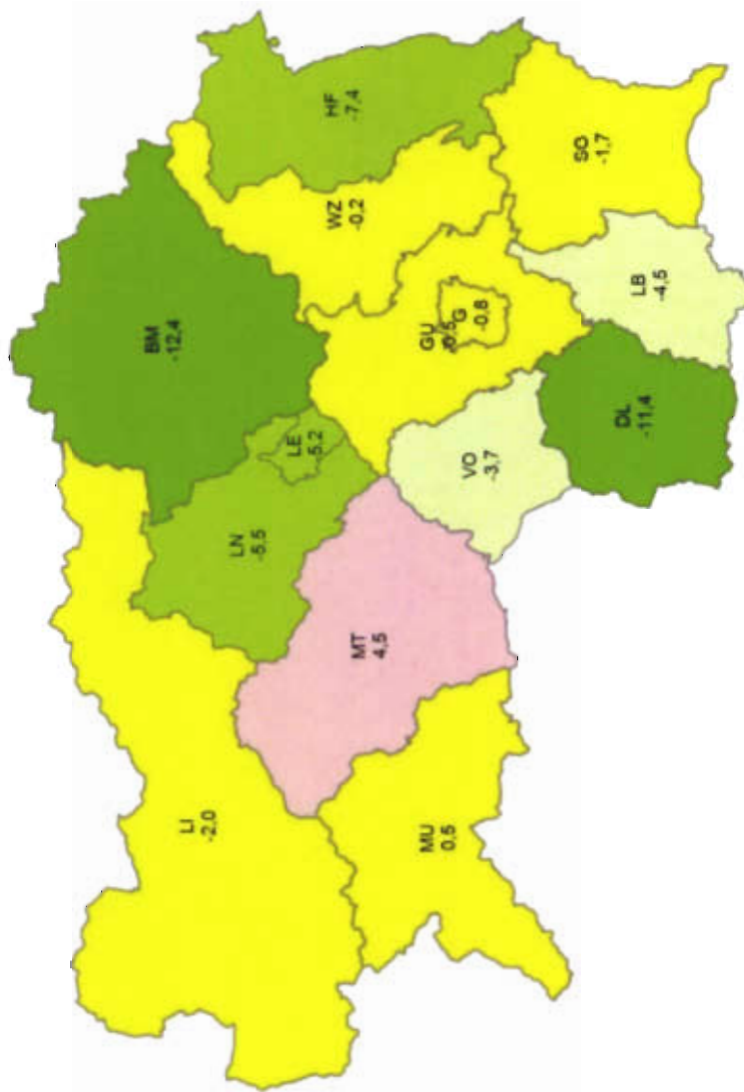 BM
-12,4
LI
-2,0
LN
-5,5
LE
-5,2
WZ
-0,2
HF
-7,4
MT
4,5
MU
0,5
GU
G
-0,8
VO
-3,7
SO
-1,7
DL
-11,4
LB
-4,5